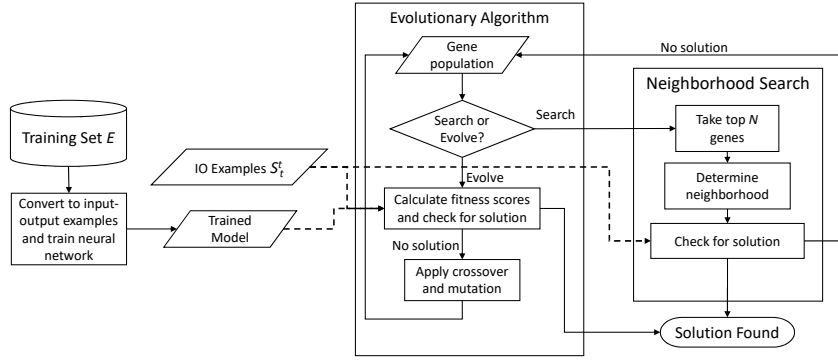 Evolutionary Algorithm
Gene
population
No solution
Neighborhood Search
Search or
Evolve?
Search
Take top N
genes
Training Set E
IO Examples S_t^t
Evolve
Determine
neighborhood
Convert to input-
output examples
and train neural
network
Trained
Model
Calculate fitness scores
and check for solution
Check for solution
No solution
Apply crossover
and mutation
Solution Found